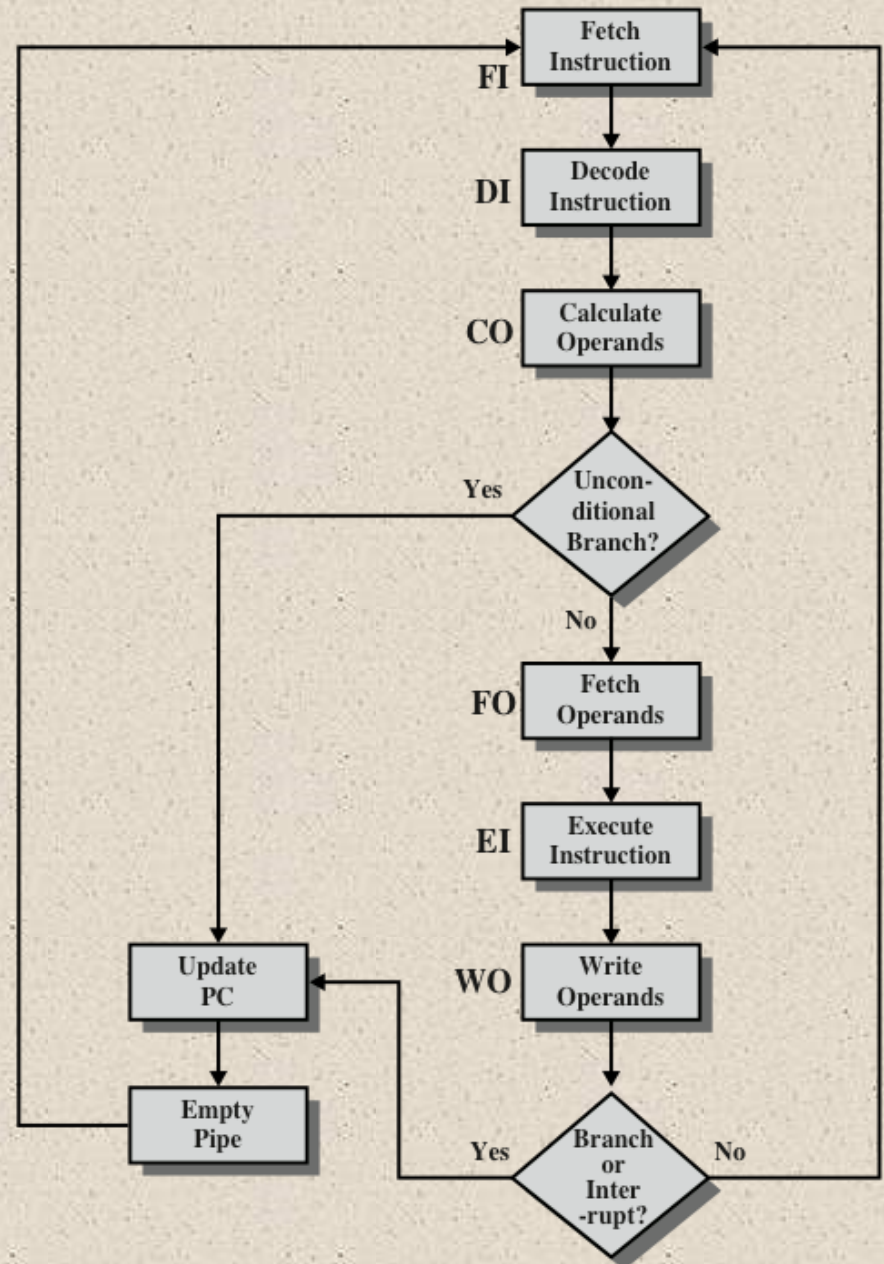 Fetch
Instruction
FI
Decode
Instruction
DI
Calculate
Operands
CO
Uncon-
ditional
Branch?
Yes
No
Fetch
Operands
FO
Execute
Instruction
EI
Write
Operands
WO
Update
PC
Empty
Pipe
Branch
or
Inter
-rupt?
Yes
No